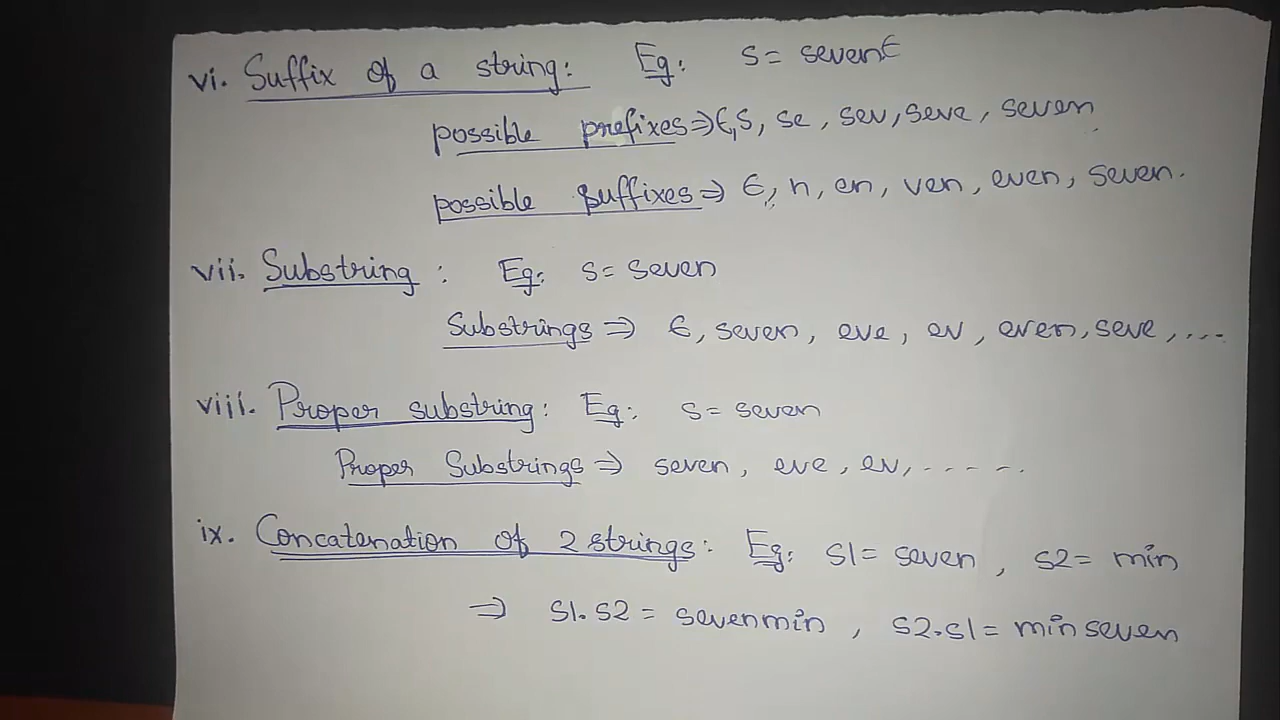 vi. Suffix of a string: Eg: S = sevenϵ
possible prefixes ⇒ ϵ, s, se, sev, seve, seven
possible suffixes ⇒ ϵ, n, en, ven, even, seven.
vii. Substring : Eg: s = seven
Substrings ⇒ ϵ, seven, eve, ev, even, seve, ....
viii. Proper substring: Eg: s = seven
Proper Substrings ⇒ seven, eve, ev, - - - - -.
ix. Concatenation of 2 strings: Eg: S1 = seven, S2 = min
⇒ S1.S2 = sevenmin, S2.S1 = minseven